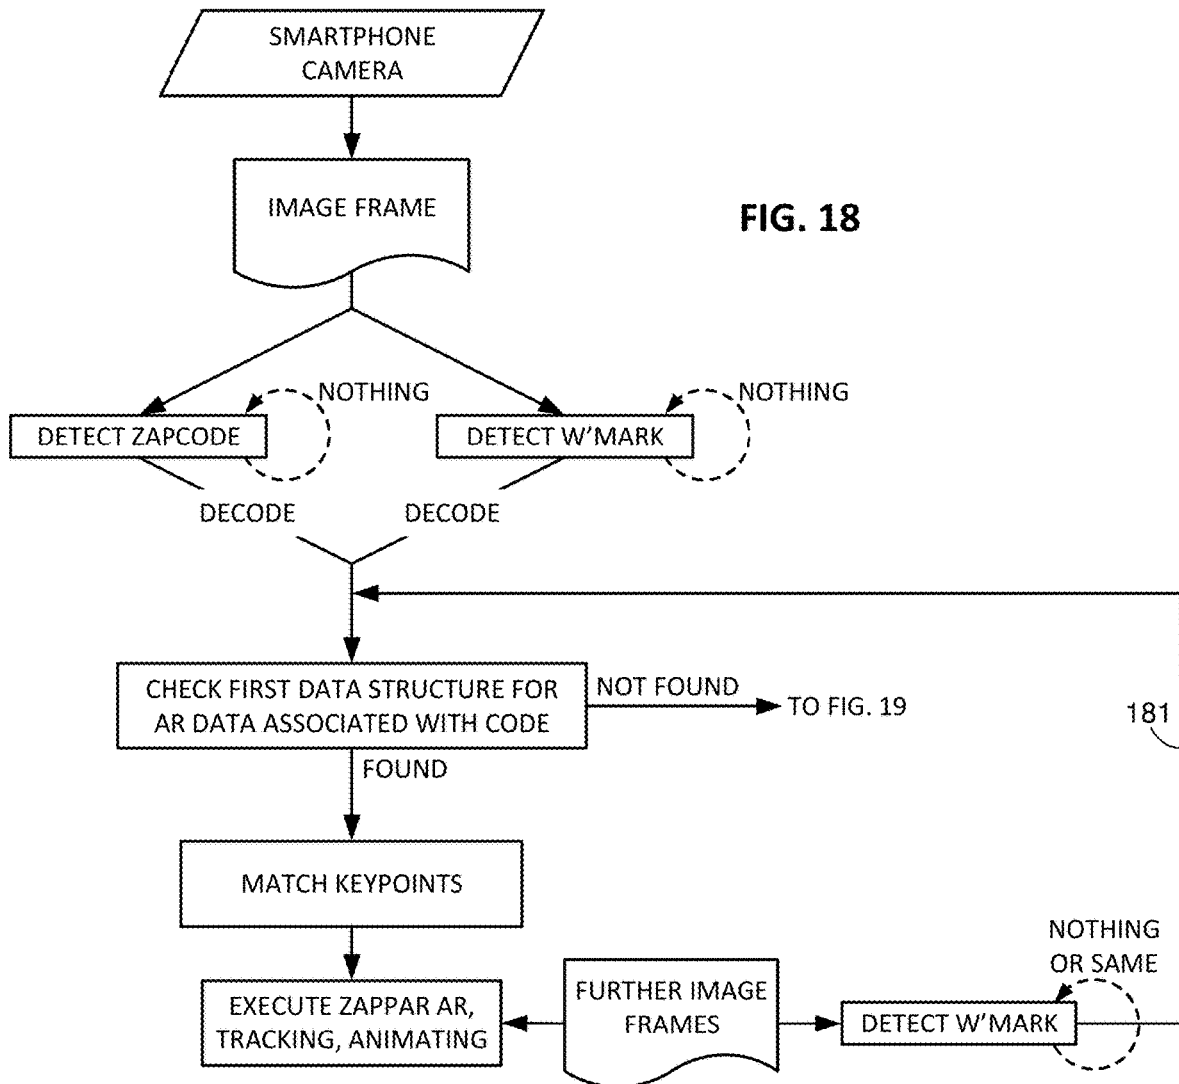 SMARTPHONE
CAMERA
IMAGE FRAME
FIG. 18
NOTHING
NOTHING
DETECT ZAPCODE
DETECT W'MARK
DECODE
DECODE
CHECK FIRST DATA STRUCTURE FOR
AR DATA ASSOCIATED WITH CODE
NOT FOUND
TO FIG. 19
181
FOUND
MATCH KEYPOINTS
NOTHING
OR SAME
EXECUTE ZAPPAR AR,
TRACKING, ANIMATING
FURTHER IMAGE
FRAMES
DETECT W'MARK